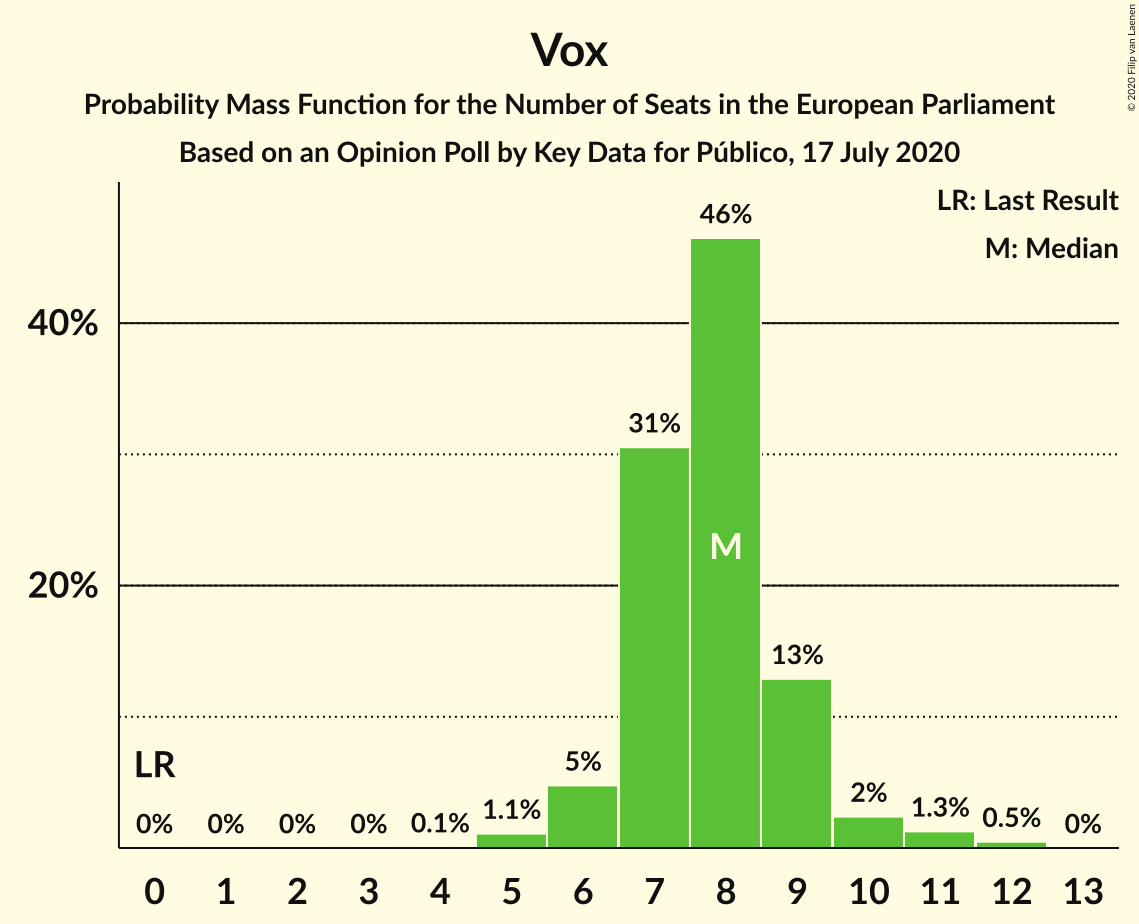 Vox
Probability Mass Function for the Number of Seats in the European Parliament
Based on an Opinion Poll by Key Data for Público, 17 July 2020
© 2020 Filip van Laenen
LR: Last Result
M: Median
46%
40%
31%
M
20%
13%
LR
5%
2%
1.1%
1.3%
0.5%
0% 0% 0% 0% 0.1% 0%
0 1 2 3 4 5 6 7 8 9 10 11 12 13